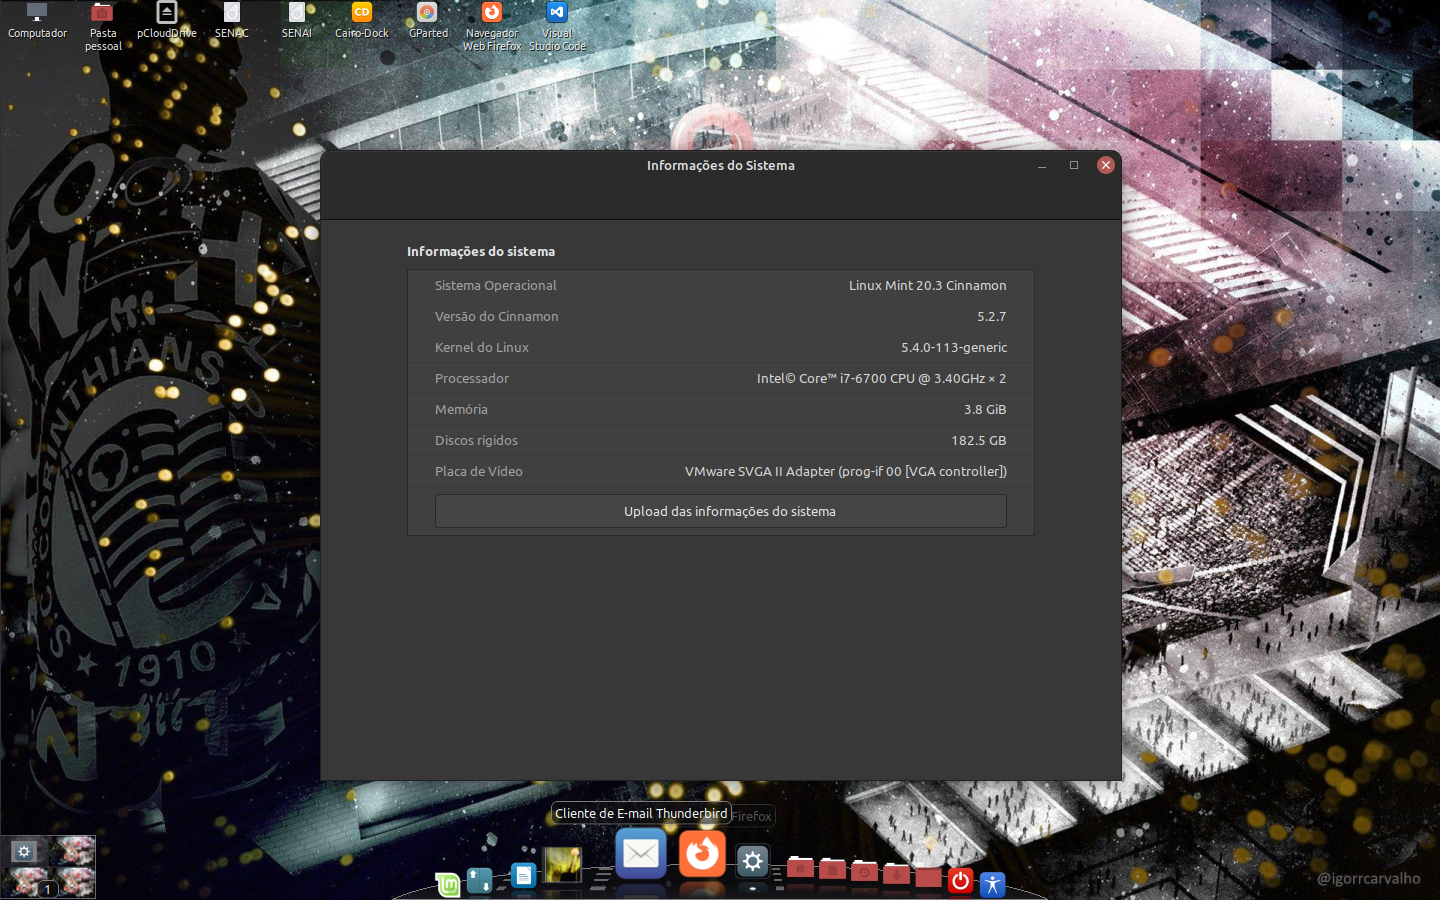 Computador
Pasta pessoal
pCloudDrive
SENAC
SENAI
Cairo-Dock
GParted
Navegador Web Firefox
Visual Studio Code
CD
Informações do Sistema
Informações do sistema
Sistema Operacional Linux Mint 20.3 Cinnamon
Versão do Cinnamon 5.2.7
Kernel do Linux 5.4.0-113-generic
Processador Intel© Core™ i7-6700 CPU @ 3.40GHz × 2
Memória 3.8 GiB
Discos rígidos 182.5 GB
Placa de Vídeo VMware SVGA II Adapter (prog-if 00 [VGA controller])
Upload das informações do sistema
S.C. CORINTHIANS
1910
Cliente de E-mail Thunderbird
Firefox
1
@igorrcarvalho